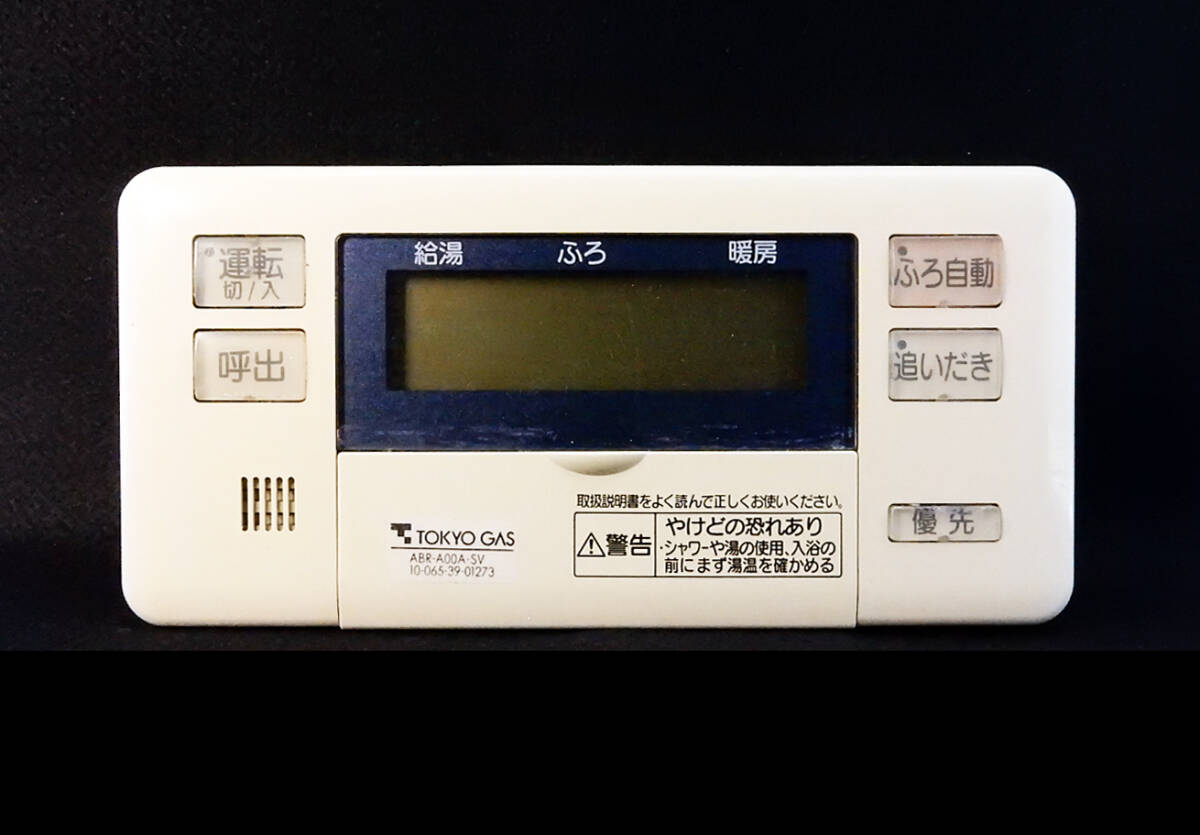 運転
切/入
呼出
給湯 ふろ 暖房
ふろ自動
追いだき
優先
取扱説明書をよく読んで正しくお使いください。
警告
やけどの恐れあり
・シャワーや湯の使用、入浴の
前にまず湯温を確かめる
TOKYO GAS
ABR-A00A-SV
10-065-39-01273